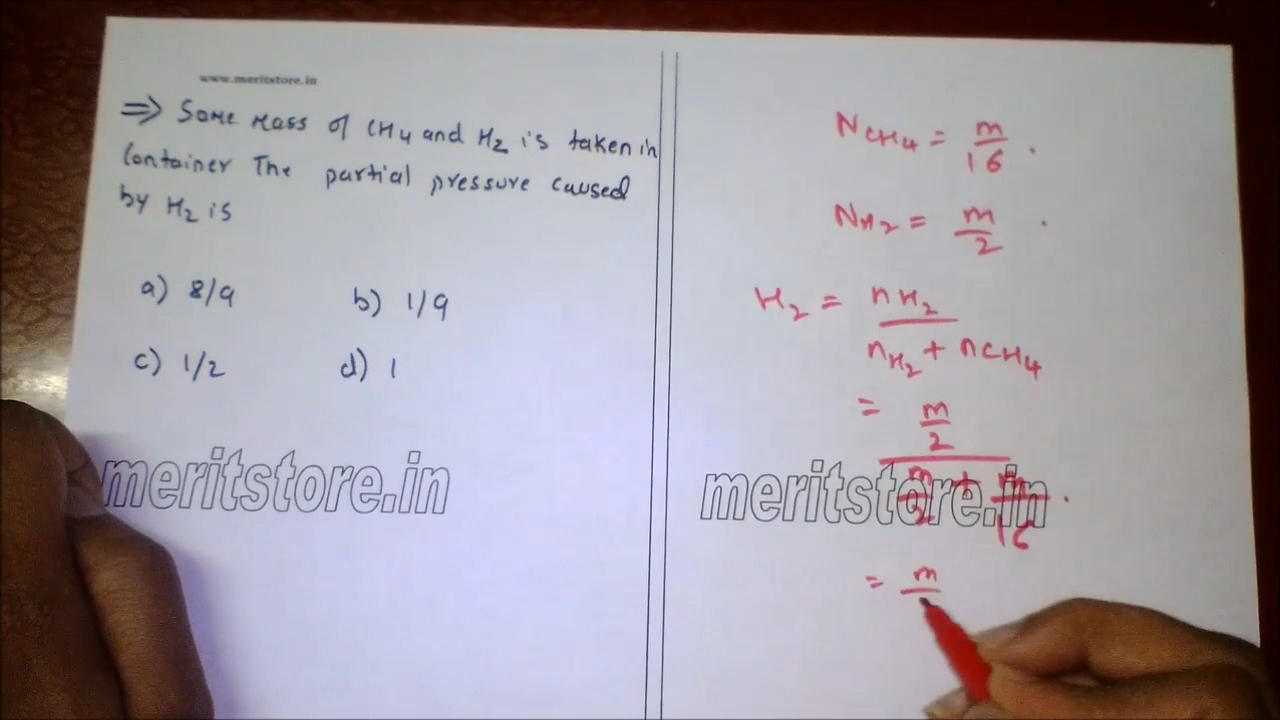 www.meritstore.in
⇒ Some mass of CH4 and H2 is taken in
Container The partial pressure caused
by H2 is
a) 8/9 b) 1/9
c) 1/2 d) 1
meritstore.in
NCH4 = m/16 .
NH2 = m/2 .
H2 = nH2 / nH2 + nCH4
= m/2 / m/2 + m/16 .
meritstore.in
= m